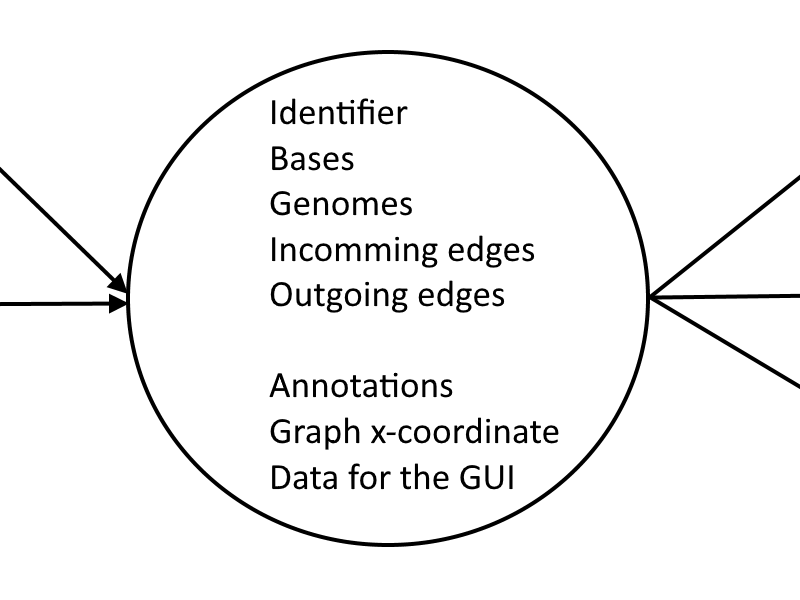 Identifier
Bases
Genomes
Incomming edges
Outgoing edges
Annotations
Graph x-coordinate
Data for the GUI